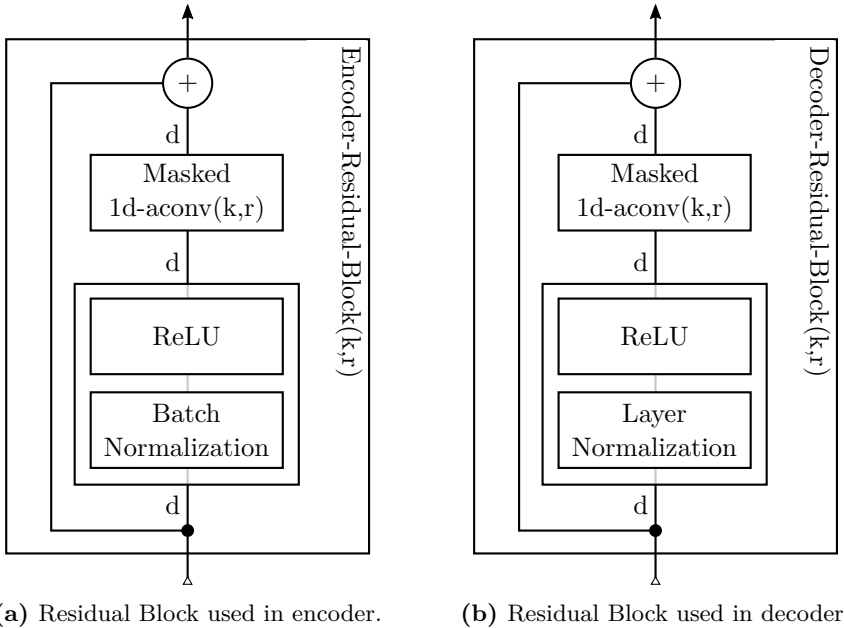 +
d
Masked
1d-aconv(k,r)
d
ReLU
Batch
Normalization
d
Encoder-Residual-Block(k,r)
+
d
Masked
1d-aconv(k,r)
d
ReLU
Layer
Normalization
d
Decoder-Residual-Block(k,r)
a) Residual Block used in encoder.
(b) Residual Block used in decoder